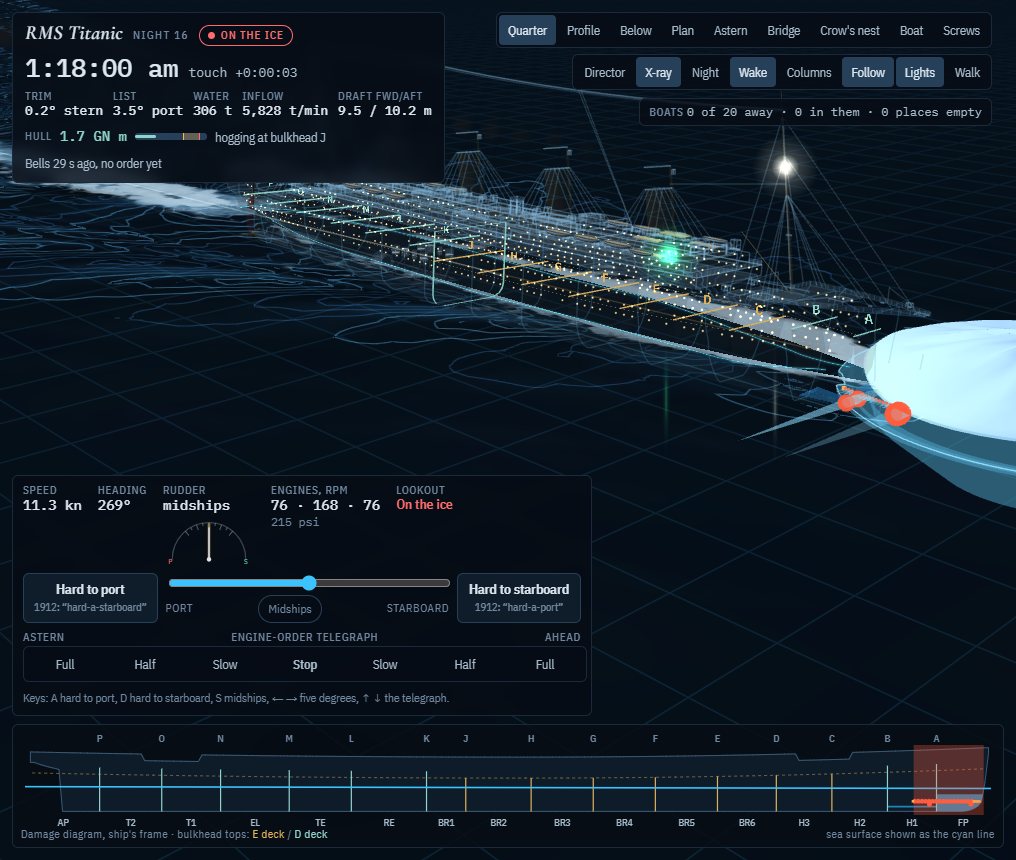 RMS Titanic NIGHT 16 ON THE ICE
1:18:00 am touch +0:00:03
TRIM LIST WATER INFLOW DRAFT FWD/AFT
0.2° stern 3.5° port 306 t 5,828 t/min 9.5 / 10.2 m
HULL 1.7 GN m hogging at bulkhead J
Bells 29 s ago, no order yet
Quarter Profile Below Plan Astern Bridge Crow's nest Boat Screws
Director X-ray Night Wake Columns Follow Lights Walk
BOATS 0 of 20 away · 0 in them · 0 places empty
M
K
J
H
G
F
E
D
C
B
A
SPEED HEADING RUDDER ENGINES, RPM LOOKOUT
11.3 kn 269° midships 76 · 168 · 76 On the ice
215 psi
P S
Hard to port
1912: “hard-a-starboard”
PORT Midships STARBOARD
Hard to starboard
1912: “hard-a-port”
ASTERN ENGINE-ORDER TELEGRAPH AHEAD
Full Half Slow Stop Slow Half Full
Keys: A hard to port, D hard to starboard, S midships, ← → five degrees, ↑ ↓ the telegraph.
P O N M L K J H G F E D C B A
AP T2 T1 EL TE RE BR1 BR2 BR3 BR4 BR5 BR6 H3 H2 H1 FP
Damage diagram, ship's frame · bulkhead tops: E deck / D deck
sea surface shown as the cyan line